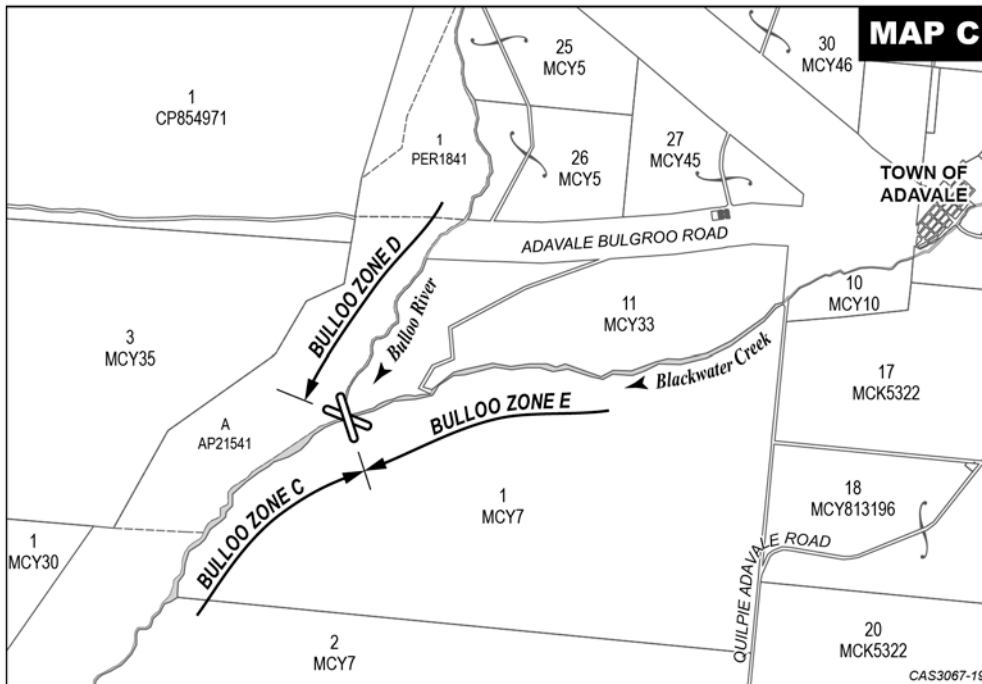 MAP C
25
MCY5
30
MCY46
1
CP854971
1
PER1841
26
MCY5
27
MCY45
TOWN OF
ADAVALE
ADAVALE BULGROO ROAD
BULLOO ZONE D
Bulloo River
11
MCY33
10
MCY10
3
MCY35
Blackwater Creek
17
MCK5322
A
AP21541
BULLOO ZONE E
BULLOO ZONE C
1
MCY7
18
MCY813196
1
MCY30
QUILPIE ADAVALE ROAD
2
MCY7
20
MCK5322
CAS3067-19